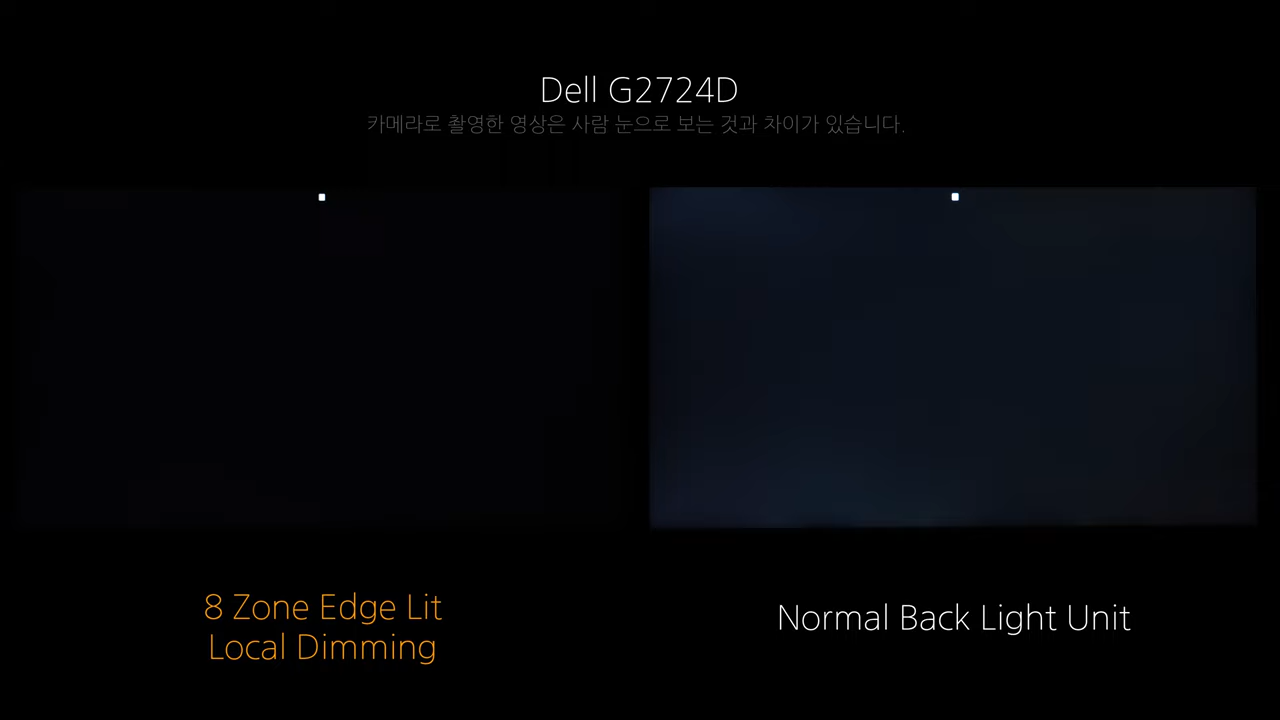 Dell G2724D
카메라로 촬영한 영상은 사람 눈으로 보는 것과 차이가 있습니다.
8 Zone Edge Lit
Local Dimming
Normal Back Light Unit